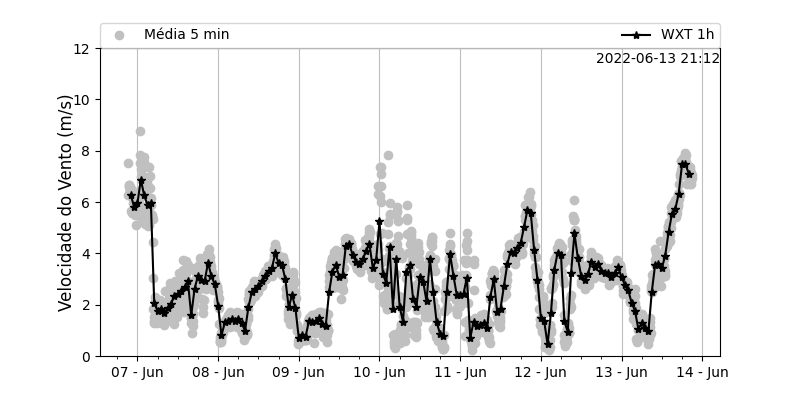 Média 5 min
WXT 1h
2022-06-13 21:12
Velocidade do Vento (m/s)
12
10
8
6
4
2
0
07 - Jun
08 - Jun
09 - Jun
10 - Jun
11 - Jun
12 - Jun
13 - Jun
14 - Jun